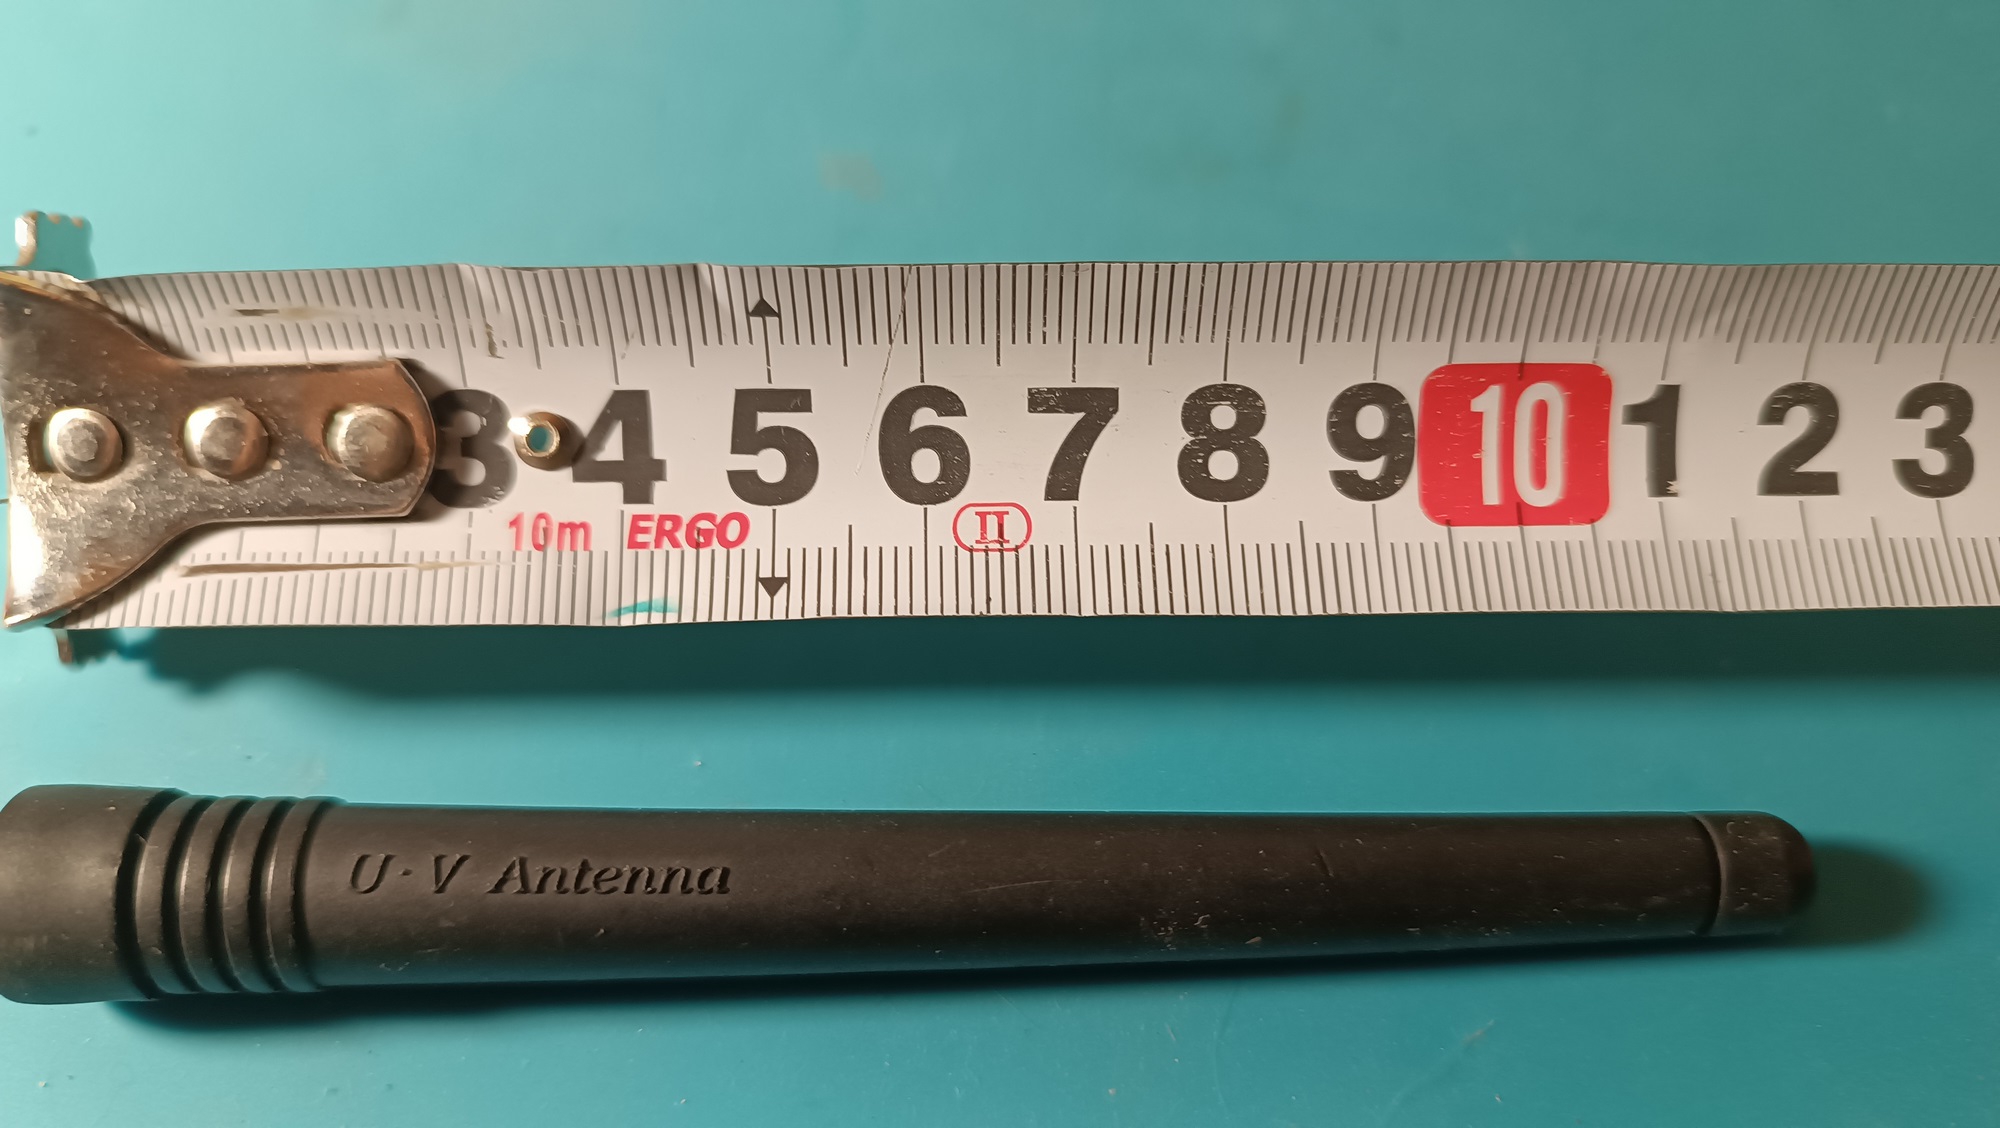 3 4 5 6 7 8 9 10 1 2 3
10m ERGO II
U·V Antenna